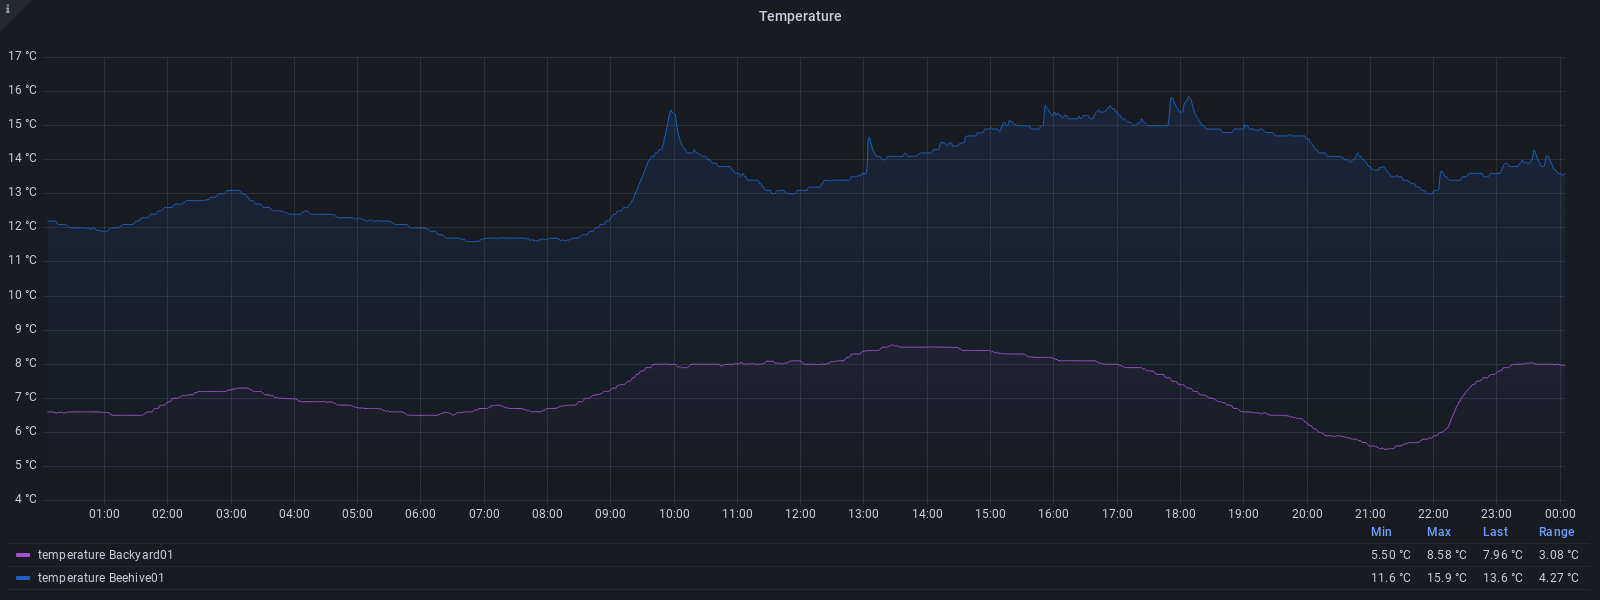 i
Temperature
17 °C
16 °C
15 °C
14 °C
13 °C
12 °C
11 °C
10 °C
9 °C
8 °C
7 °C
6 °C
5 °C
4 °C
01:00 02:00 03:00 04:00 05:00 06:00 07:00 08:00 09:00 10:00 11:00 12:00 13:00 14:00 15:00 16:00 17:00 18:00 19:00 20:00 21:00 22:00 23:00 00:00
Min Max Last Range
temperature Backyard01 5.50 °C 8.58 °C 7.96 °C 3.08 °C
temperature Beehive01 11.6 °C 15.9 °C 13.6 °C 4.27 °C